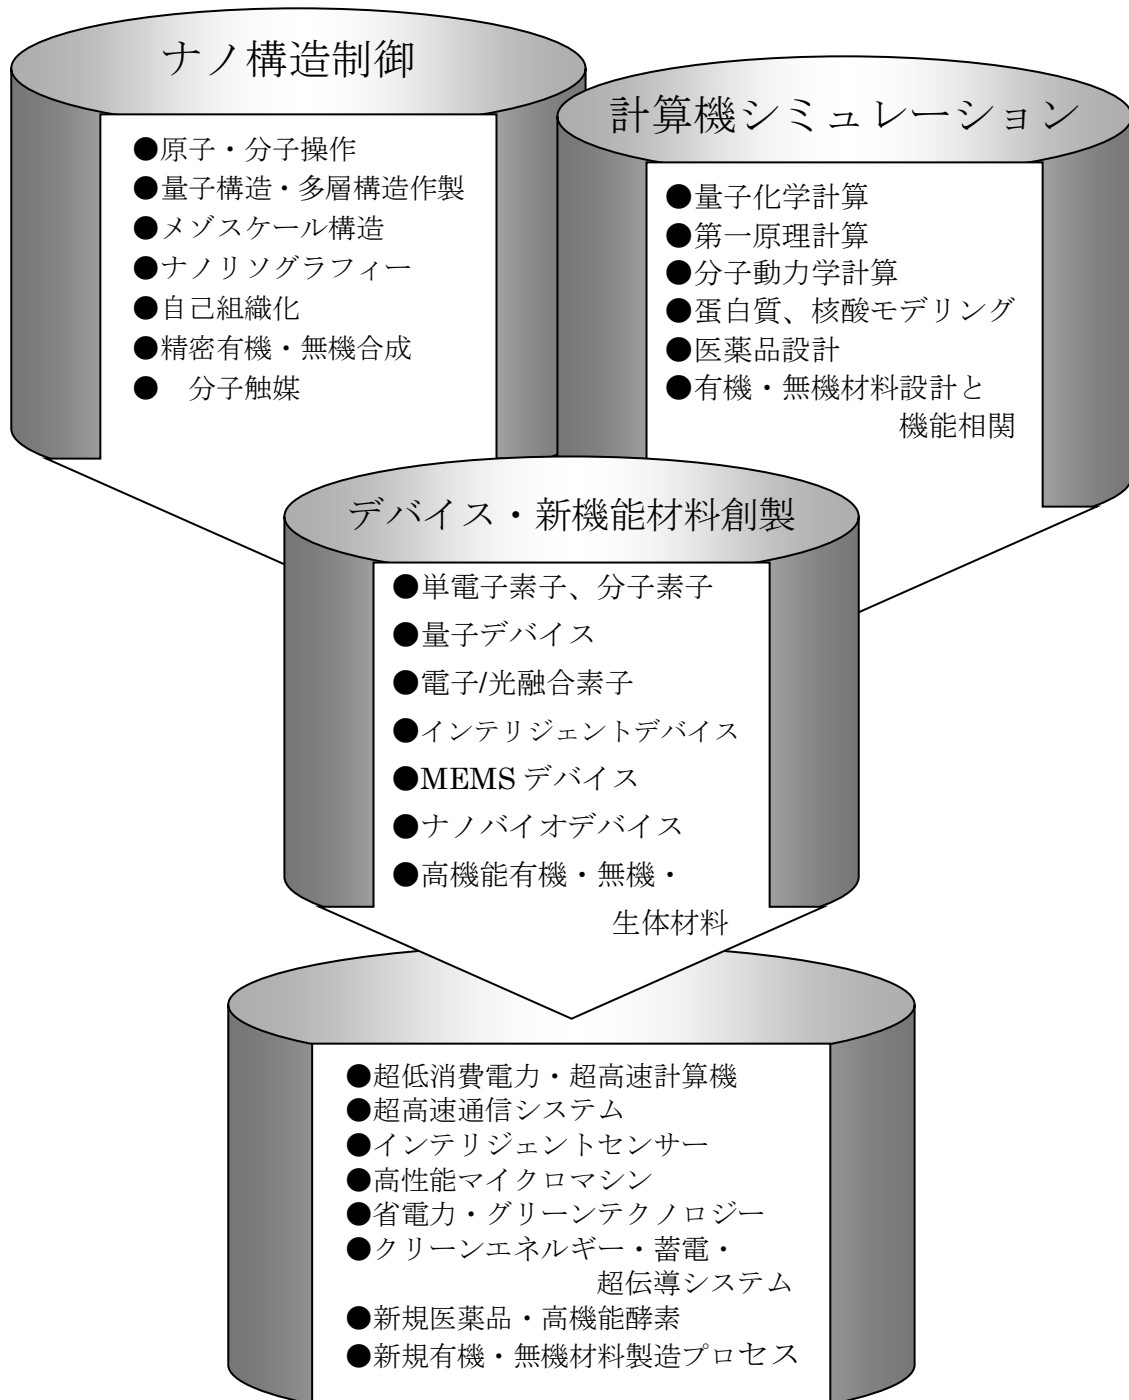 ナノ構造制御
●原子・分子操作
●量子構造・多層構造作製
●メゾスケール構造
●ナノリソグラフィー
●自己組織化
●精密有機・無機合成
●　分子触媒
計算機シミュレーション
●量子化学計算
●第一原理計算
●分子動力学計算
●蛋白質、核酸モデリング
●医薬品設計
●有機・無機材料設計と
機能相関
デバイス・新機能材料創製
●単電子素子、分子素子
●量子デバイス
●電子/光融合素子
●インテリジェントデバイス
●MEMS デバイス
●ナノバイオデバイス
●高機能有機・無機・
生体材料
●超低消費電力・超高速計算機
●超高速通信システム
●インテリジェントセンサー
●高性能マイクロマシン
●省電力・グリーンテクノロジー
●クリーンエネルギー・蓄電・
超伝導システム
●新規医薬品・高機能酵素
●新規有機・無機材料製造プロセス